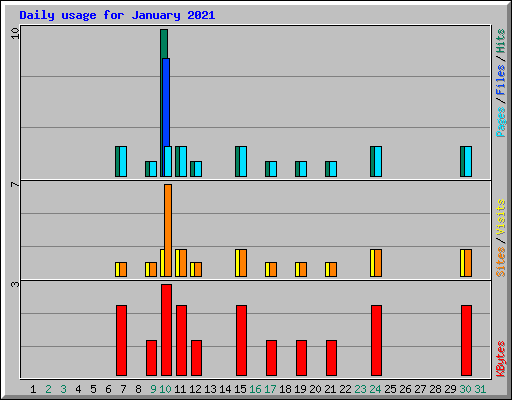 Daily usage for January 2021
10
7
3
Pages / Files / Hits
Sites / Visits
KBytes
1 2 3 4 5 6 7 8 9 10 11 12 13 14 15 16 17 18 19 20 21 22 23 24 25 26 27 28 29 30 31